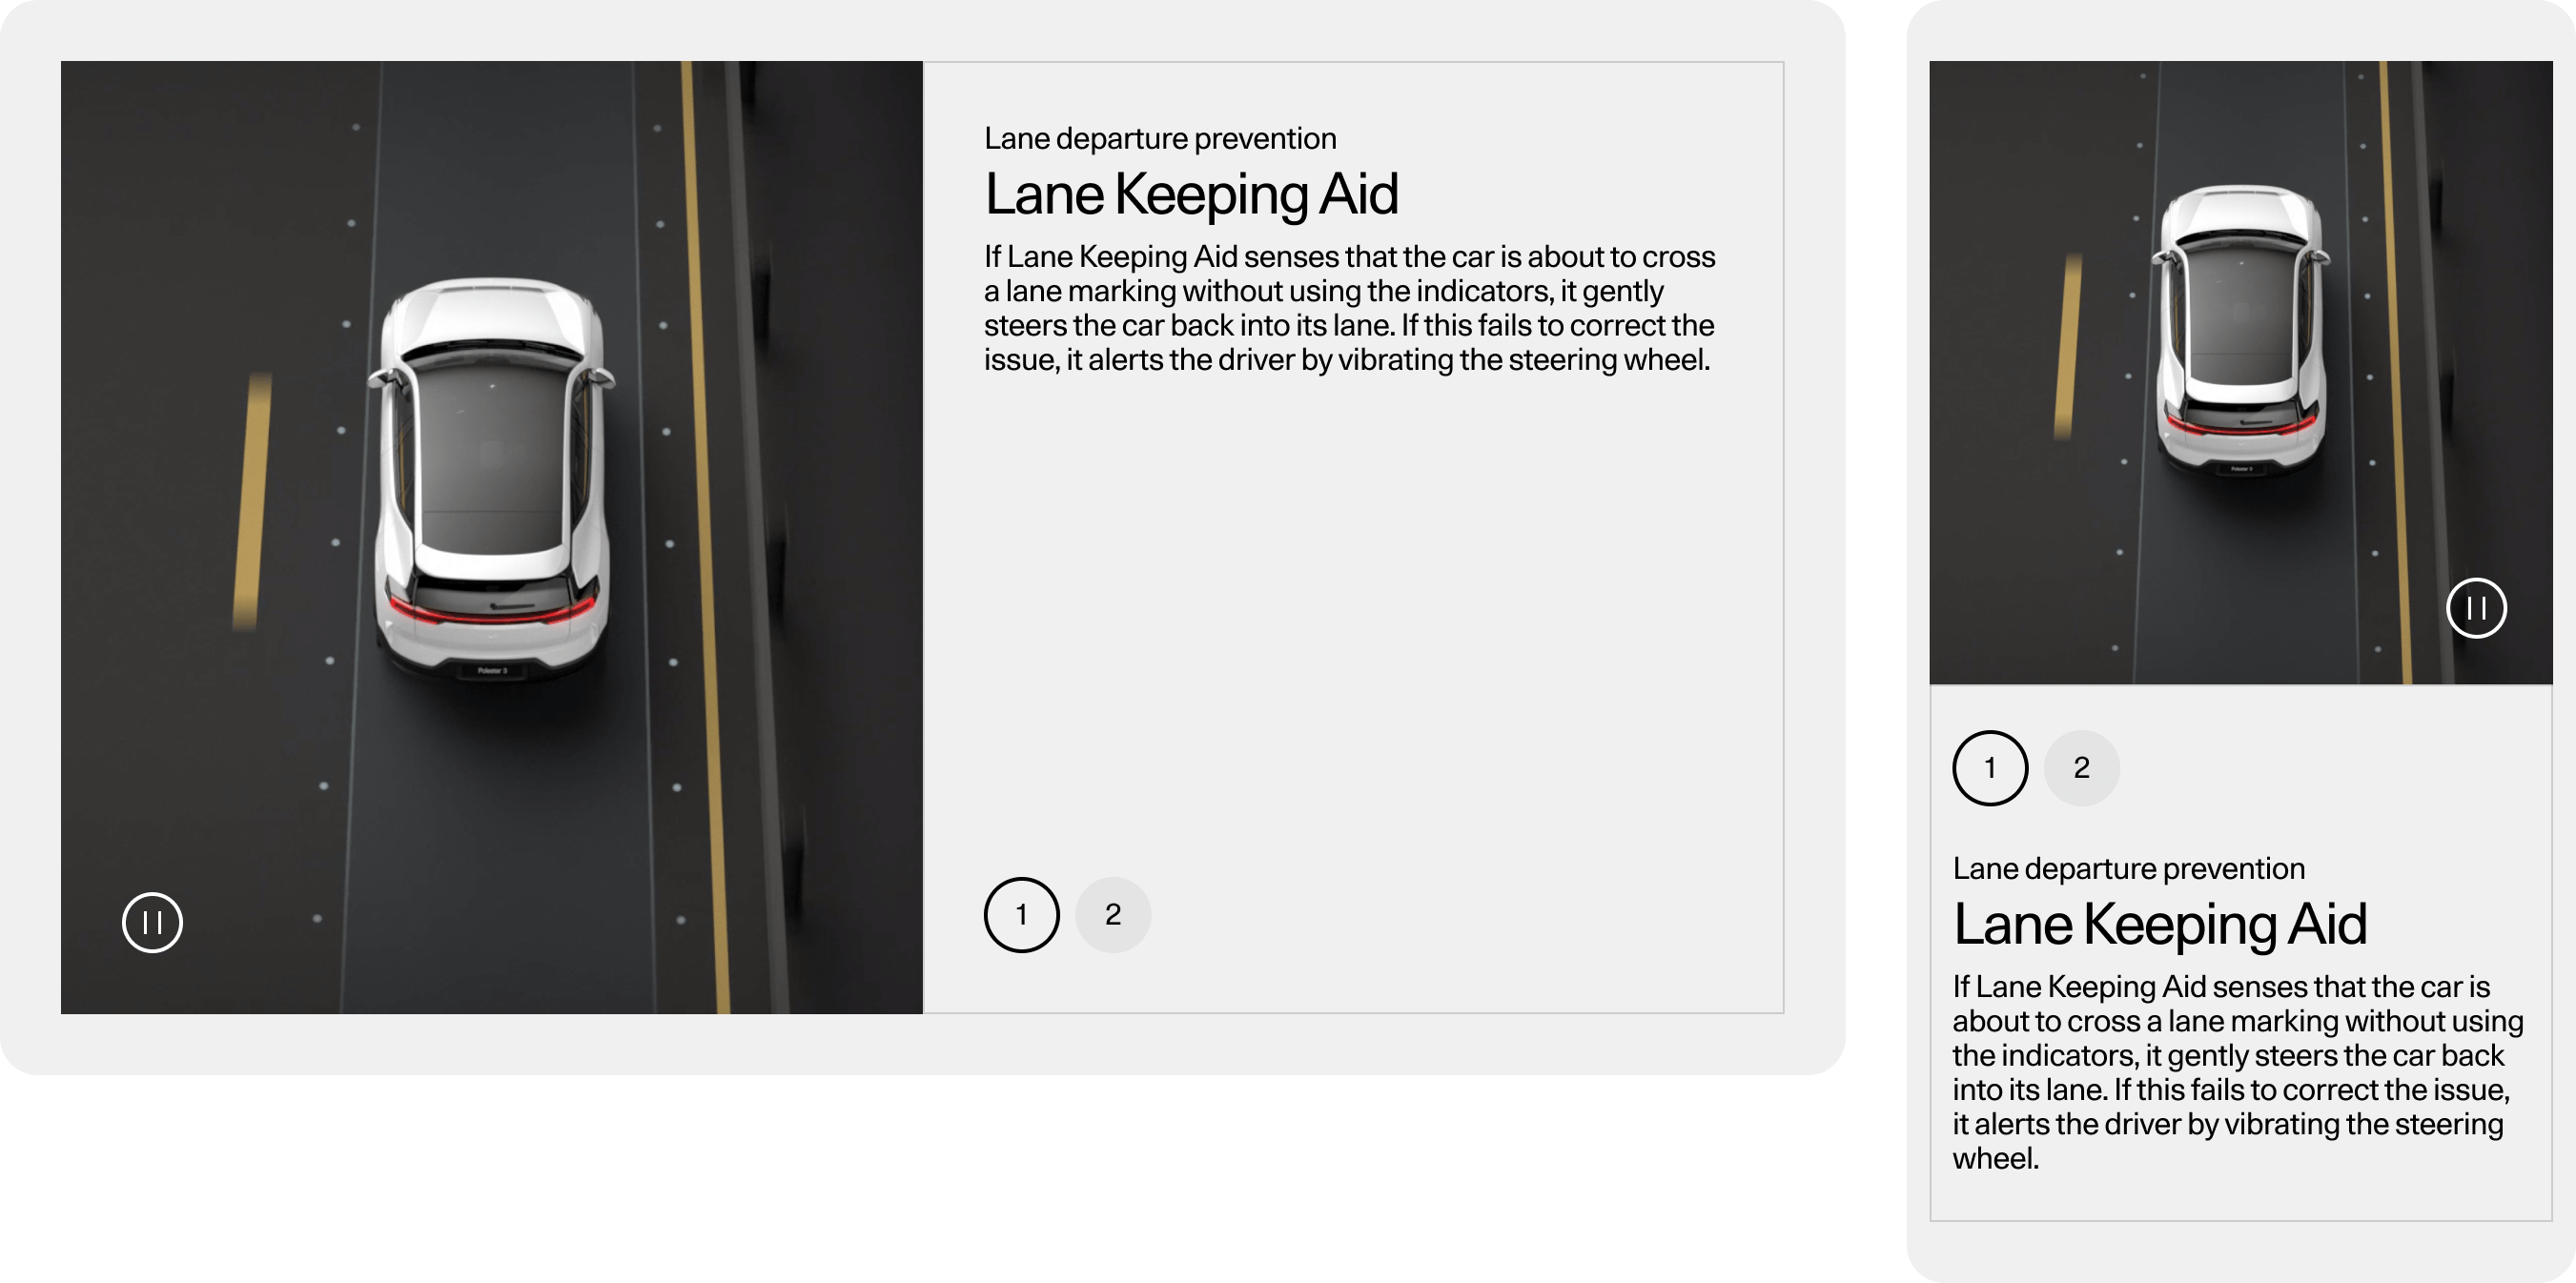 Lane departure prevention
Lane Keeping Aid
If Lane Keeping Aid senses that the car is about to cross
a lane marking without using the indicators, it gently
steers the car back into its lane. If this fails to correct the
issue, it alerts the driver by vibrating the steering wheel.
Polestar 3
1 2
Polestar 3
1 2
Lane departure prevention
Lane Keeping Aid
If Lane Keeping Aid senses that the car is
about to cross a lane marking without using
the indicators, it gently steers the car back
into its lane. If this fails to correct the issue,
it alerts the driver by vibrating the steering
wheel.